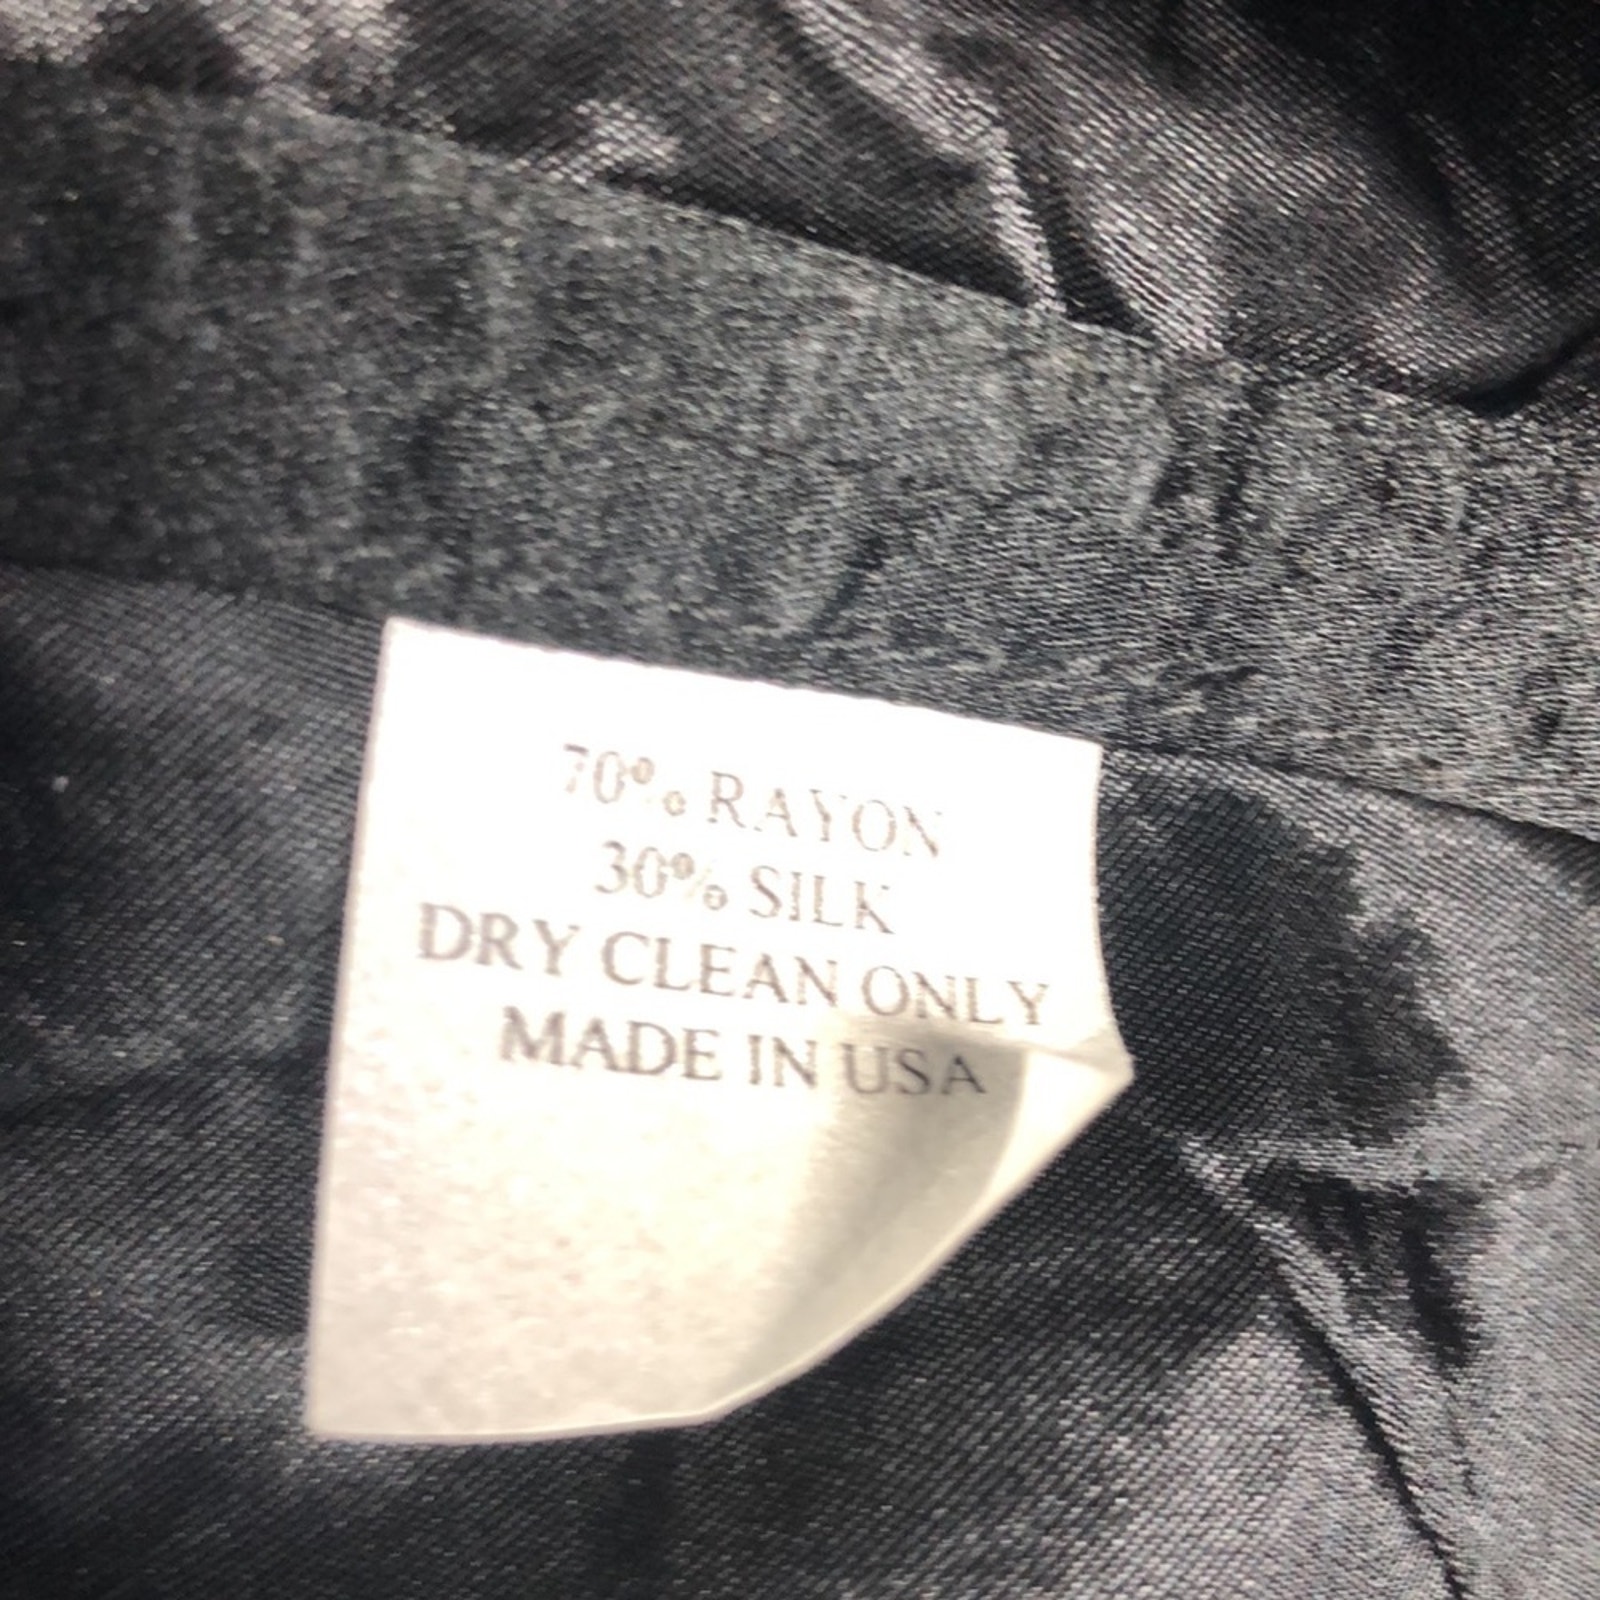 70% RAYON
30% SILK
DRY CLEAN ONLY
MADE IN USA